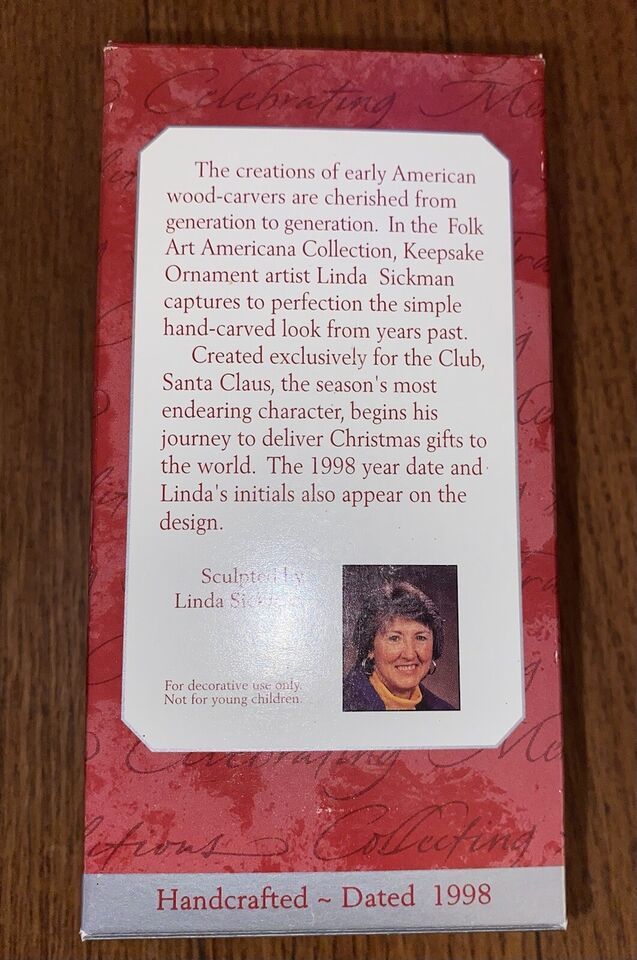 Celebrating
The creations of early American
wood-carvers are cherished from
generation to generation. In the Folk
Art Americana Collection, Keepsake
Ornament artist Linda Sickman
captures to perfection the simple
hand-carved look from years past.
Created exclusively for the Club,
Santa Claus, the season's most
endearing character, begins his
journey to deliver Christmas gifts to
the world. The 1998 year date and
Linda's initials also appear on the
design.
Sculpted by
Linda
For decorative use only.
Not for young children.
Celebrating
Collecting
Handcrafted ~ Dated 1998